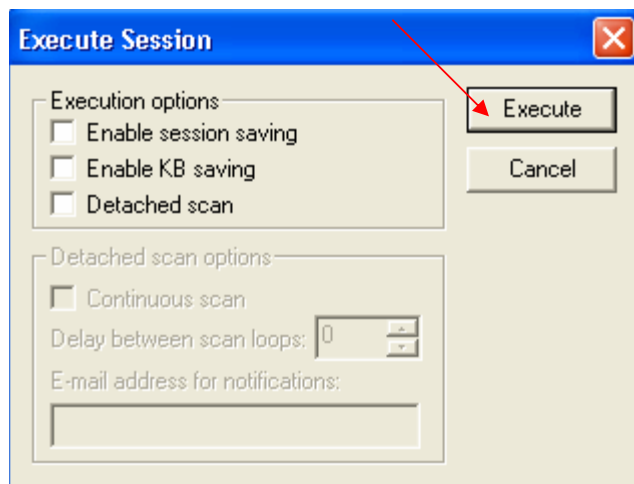 Execute Session
Execution options
Enable session saving
Enable KB saving
Detached scan
Execute
Cancel
Detached scan options
Continuous scan
Delay between scan loops: 0
E-mail address for notifications: